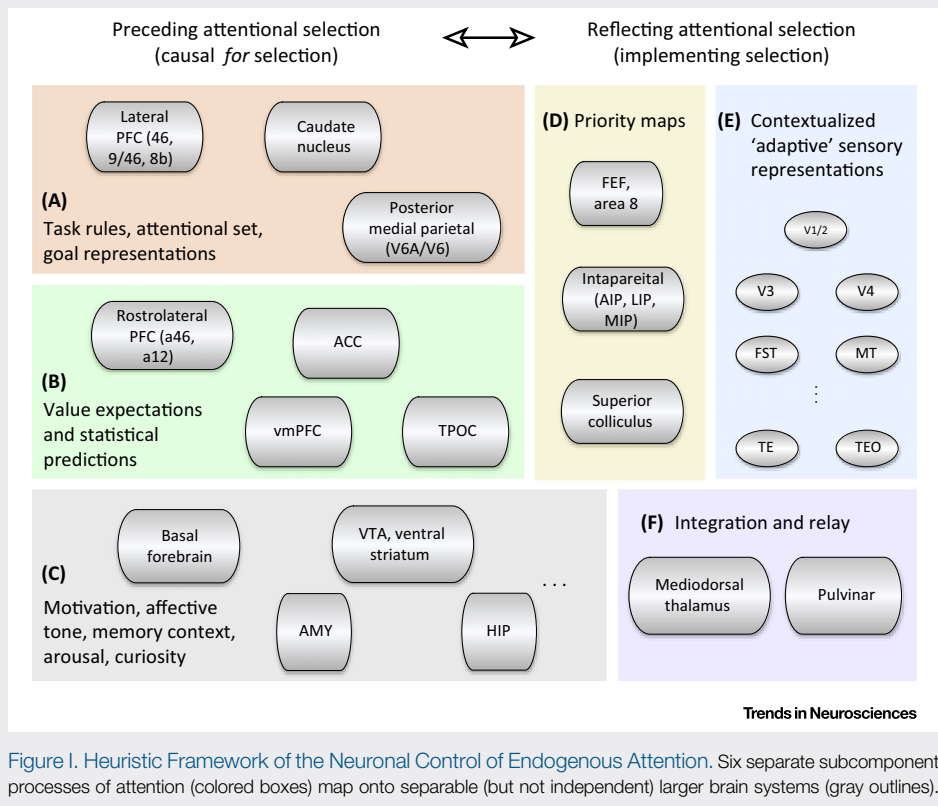 Preceding attentional selection
(causal for selection)
Reflecting attentional selection
(implementing selection)
Lateral
PFC (46,
9/46, 8b)
Caudate
nucleus
Posterior
medial parietal
(V6A/V6)
(A)
Task rules, attentional set,
goal representations
Rostrolateral
PFC (a46,
a12)
ACC
(B)
Value expectations
and statistical
predictions
vmPFC
TPOC
Basal
forebrain
VTA, ventral
striatum
(C)
. . .
Motivation, affective
tone, memory context,
arousal, curiosity
AMY
HIP
(D) Priority maps
FEF,
area 8
Intapareital
(AIP, LIP,
MIP)
Superior
colliculus
(E) Contextualized
‘adaptive’ sensory
representations
V1/2
V3
V4
FST
MT
⋮
TE
TEO
(F) Integration and relay
Mediodorsal
thalamus
Pulvinar
Trends in Neurosciences
Figure I. Heuristic Framework of the Neuronal Control of Endogenous Attention. Six separate subcomponent
processes of attention (colored boxes) map onto separable (but not independent) larger brain systems (gray outlines).